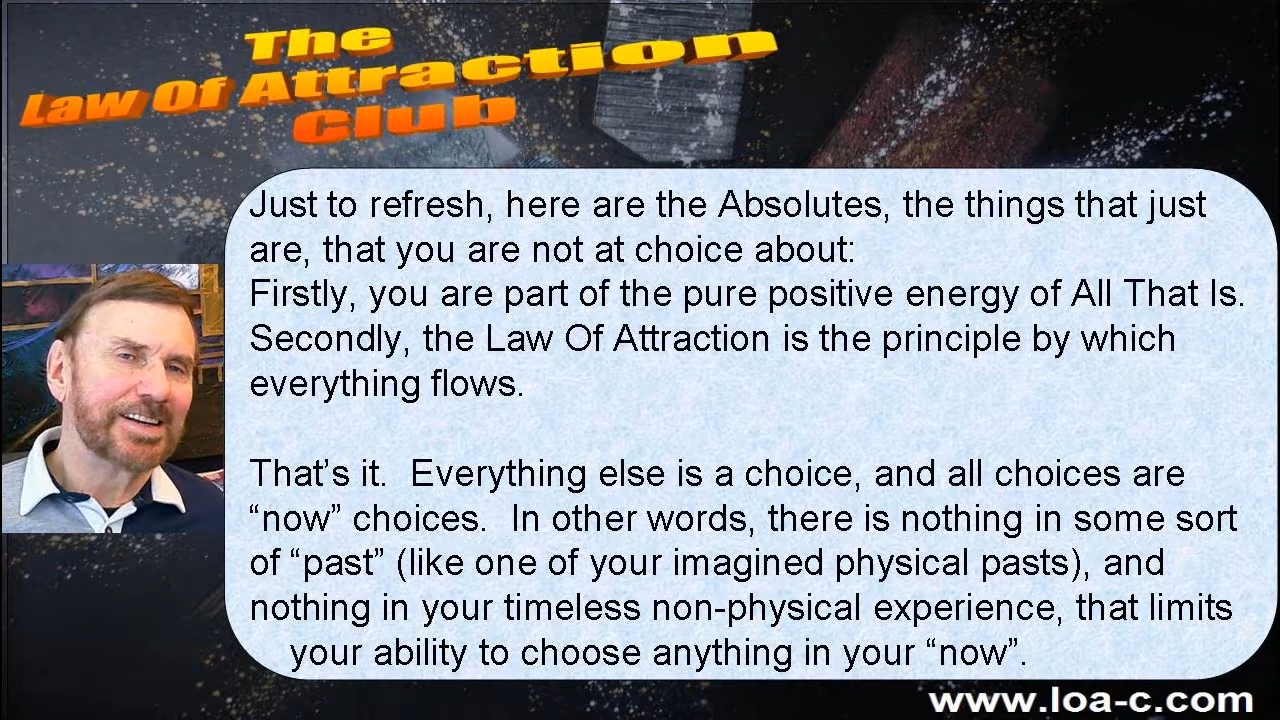 The
Law Of Attraction
Club
Just to refresh, here are the Absolutes, the things that just
are, that you are not at choice about:
Firstly, you are part of the pure positive energy of All That Is.
Secondly, the Law Of Attraction is the principle by which
everything flows.
That’s it.  Everything else is a choice, and all choices are
“now” choices.  In other words, there is nothing in some sort
of “past” (like one of your imagined physical pasts), and
nothing in your timeless non-physical experience, that limits
your ability to choose anything in your “now”.
www.loa-c.com